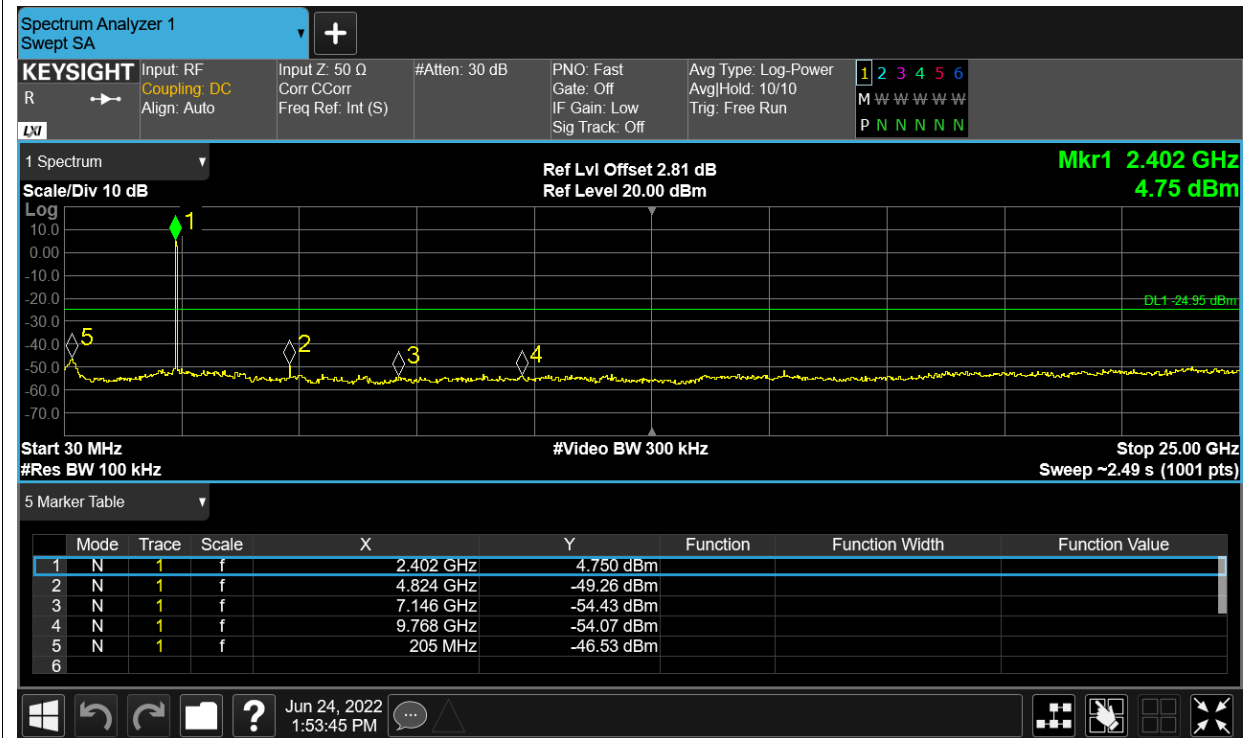 Spectrum Analyzer 1
Swept SA
KEYSIGHT
R
LXI
Input: RF
Coupling: DC
Align: Auto
Input Z: 50 Ω
Corr CCorr
Freq Ref: Int (S)
#Atten: 30 dB
PNO: Fast
Gate: Off
IF Gain: Low
Sig Track: Off
Avg Type: Log-Power
Avg|Hold: 10/10
Trig: Free Run
1 2 3 4 5 6
M W W W W W
P N N N N N
1 Spectrum
Scale/Div 10 dB
Ref Lvl Offset 2.81 dB
Ref Level 20.00 dBm
Mkr1 2.402 GHz
4.75 dBm
Log
10.0
0.00
-10.0
-20.0
-30.0
-40.0
-50.0
-60.0
-70.0
1
DL1 -24.95 dBm
5
2
3
4
Start 30 MHz
#Video BW 300 kHz
Stop 25.00 GHz
#Res BW 100 kHz
Sweep ~2.49 s (1001 pts)
5 Marker Table
Mode Trace Scale X Y Function Function Width Function Value
1 N 1 f 2.402 GHz 4.750 dBm
2 N 1 f 4.824 GHz -49.26 dBm
3 N 1 f 7.146 GHz -54.43 dBm
4 N 1 f 9.768 GHz -54.07 dBm
5 N 1 f 205 MHz -46.53 dBm
6
?
Jun 24, 2022
1:53:45 PM